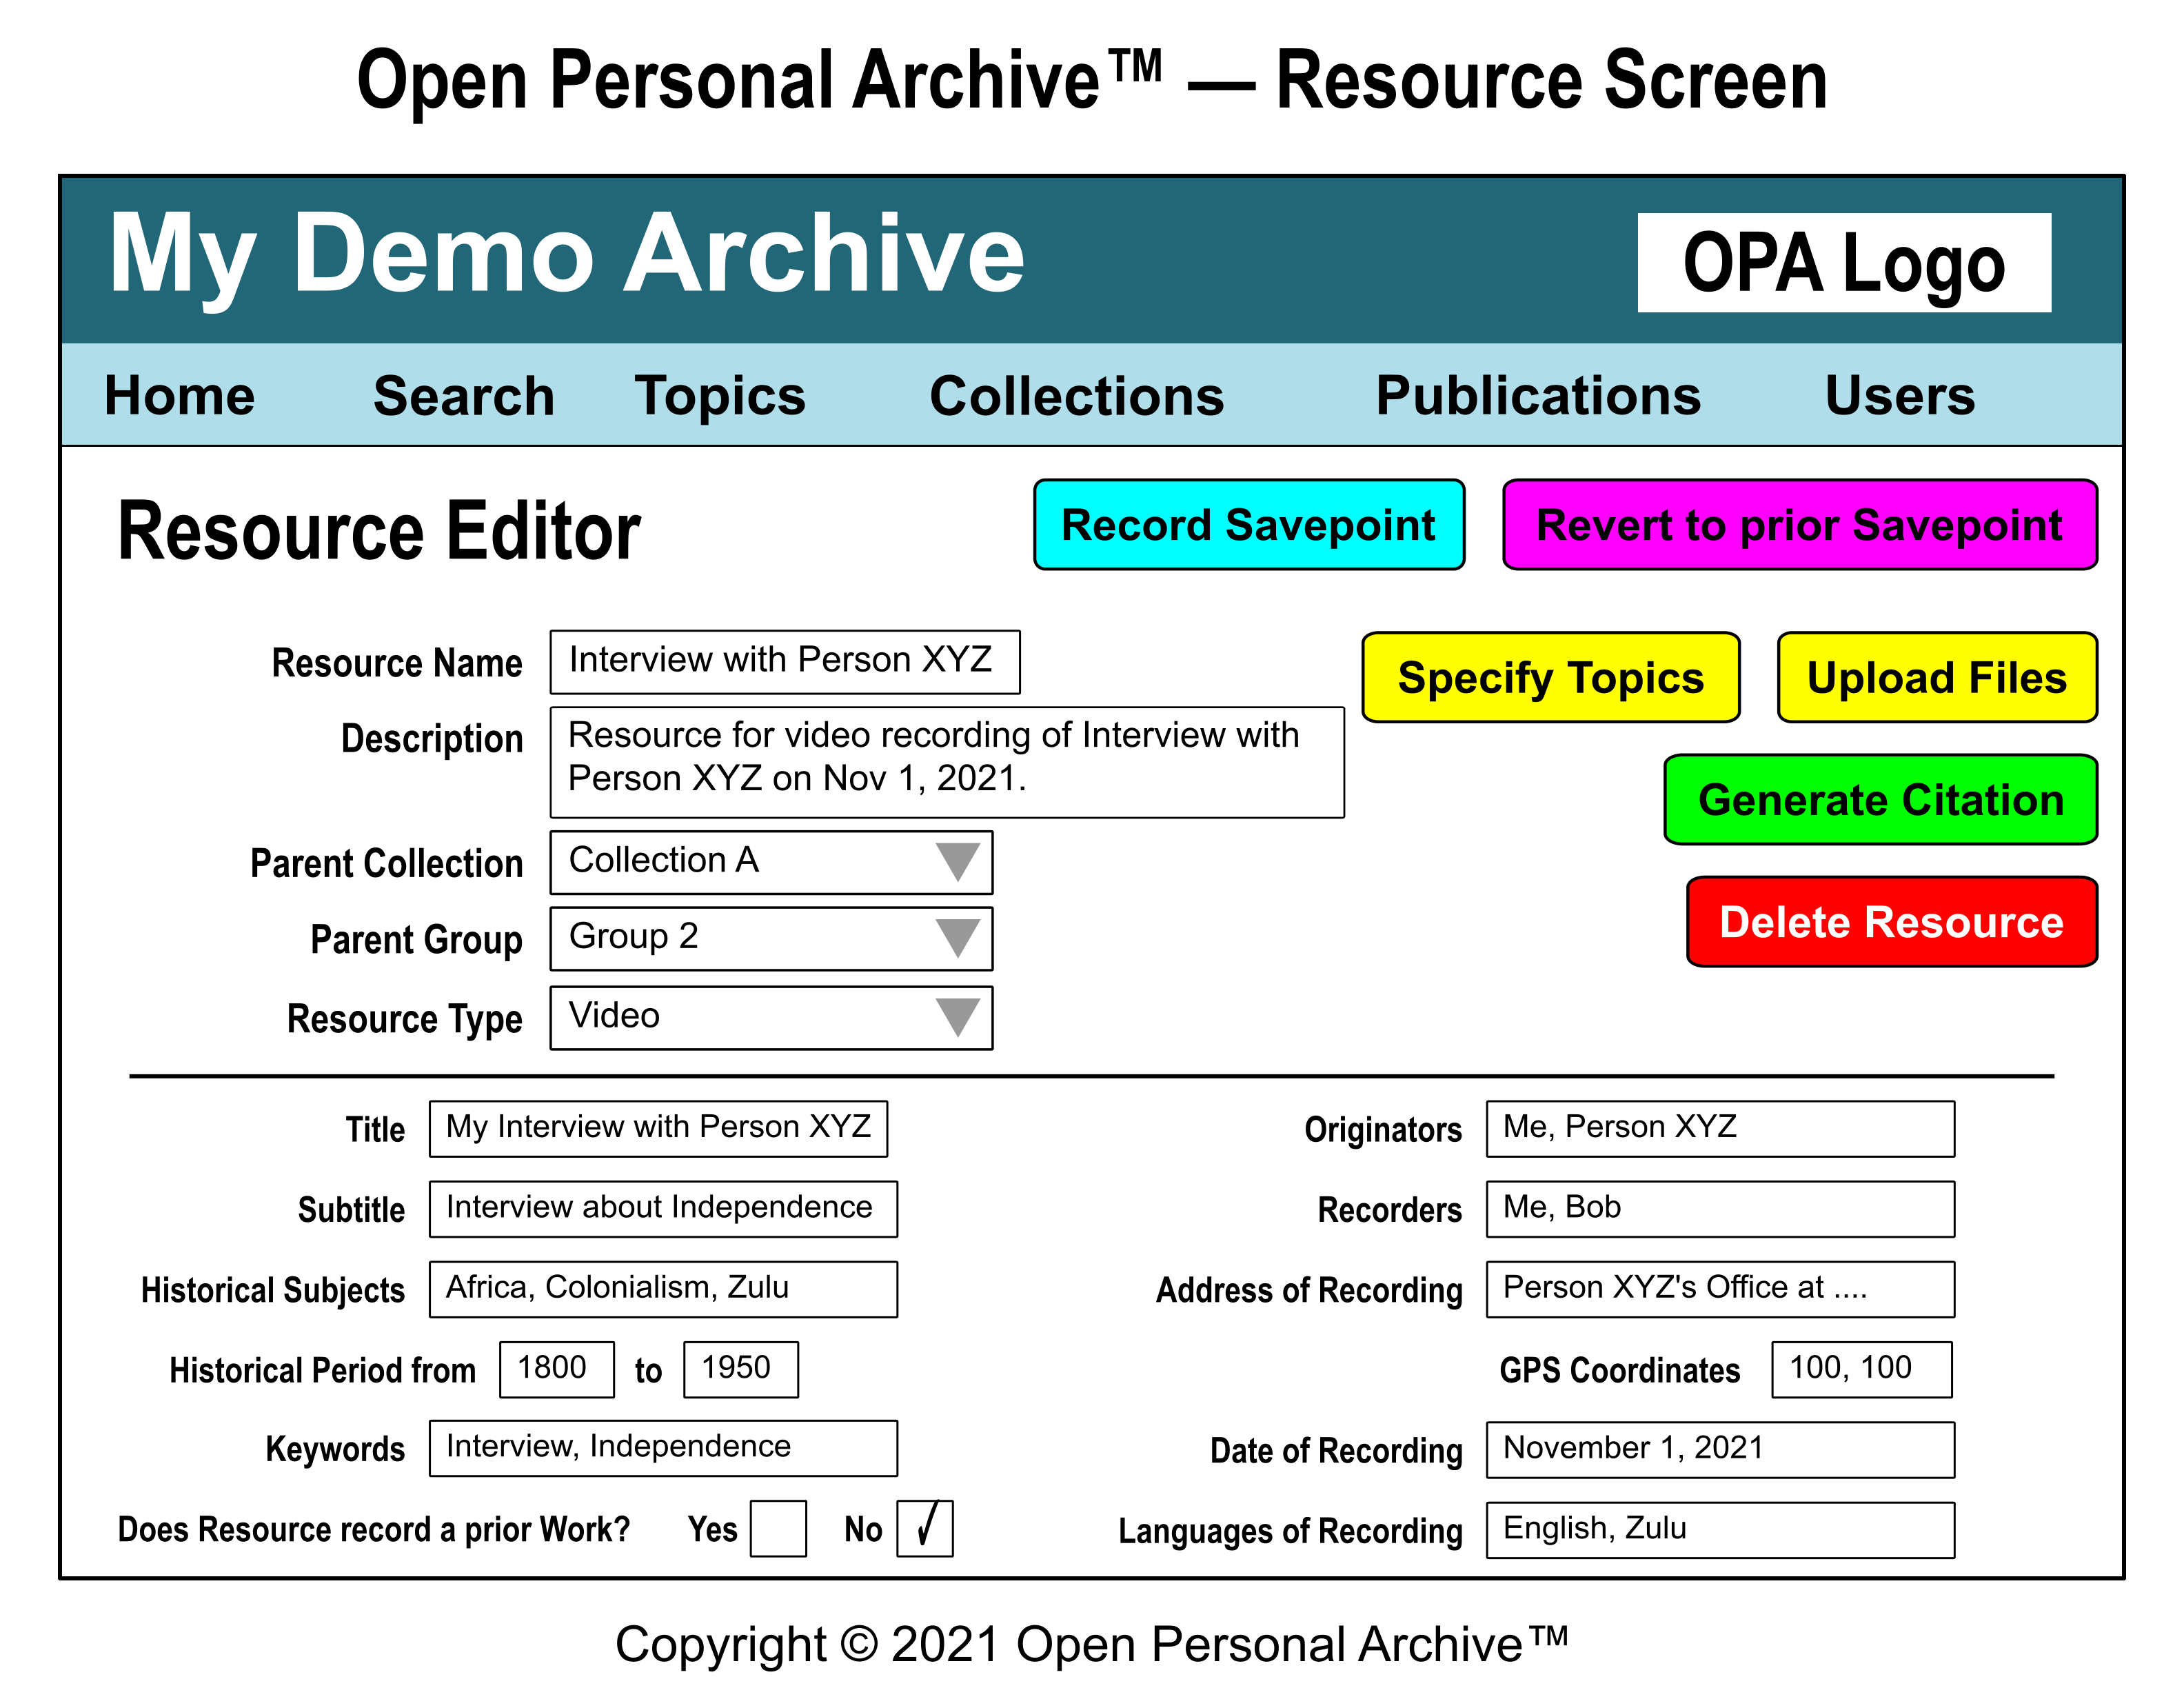 Open Personal Archive™ — Resource Screen
My Demo Archive
OPA Logo
Home Search Topics Collections Publications Users
Resource Editor
Record Savepoint
Revert to prior Savepoint
Resource Name Interview with Person XYZ
Specify Topics
Upload Files
Description Resource for video recording of Interview with
Person XYZ on Nov 1, 2021.
Generate Citation
Parent Collection Collection A
Delete Resource
Parent Group Group 2
Resource Type Video
Title My Interview with Person XYZ
Subtitle Interview about Independence
Historical Subjects Africa, Colonialism, Zulu
Historical Period from 1800 to 1950
Keywords Interview, Independence
Does Resource record a prior Work? Yes No ✓
Originators Me, Person XYZ
Recorders Me, Bob
Address of Recording Person XYZ's Office at ....
GPS Coordinates 100, 100
Date of Recording November 1, 2021
Languages of Recording English, Zulu
Copyright © 2021 Open Personal Archive™